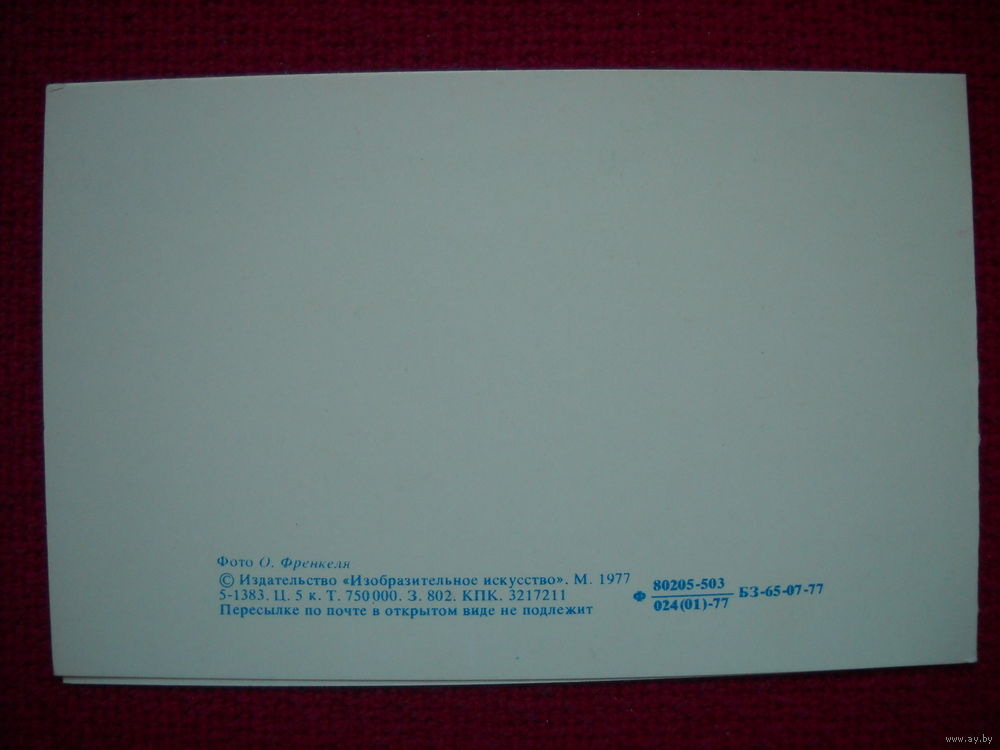 Фото О. Френкеля
© Издательство «Изобразительное искусство». М. 1977
5-1383. Ц. 5 к. Т. 750 000. З. 802. КПК. 3217211
Пересылке по почте в открытом виде не подлежит
Ф 80205-503 БЗ-65-07-77
024(01)-77
www.ay.by